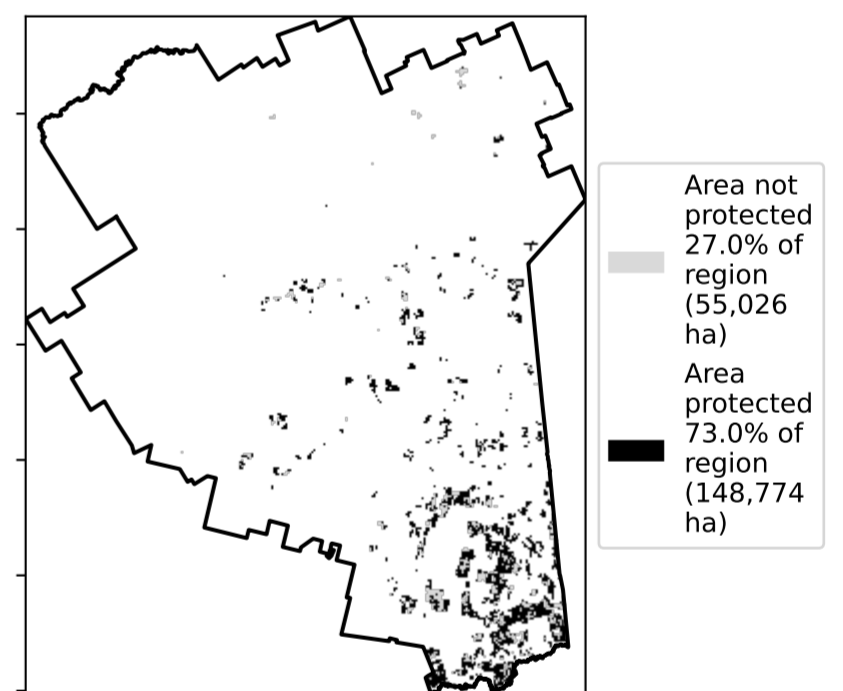 Area not
protected
27.0% of
region
(55,026
ha)
Area
protected
73.0% of
region
(148,774
ha)